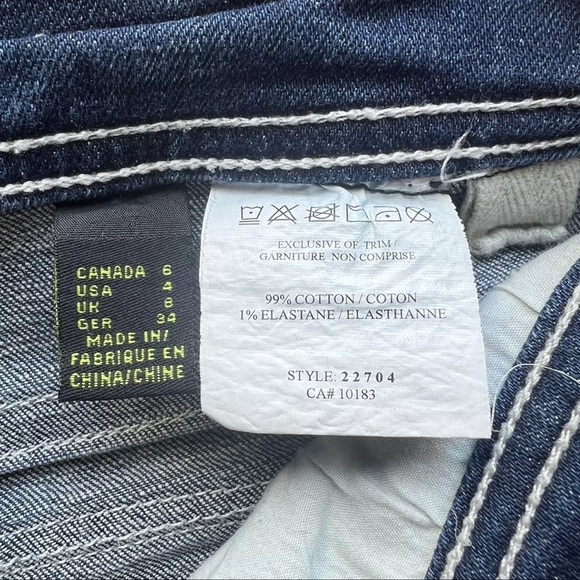 CANADA 6
USA 4
UK 8
GER 34
MADE IN/
FABRIQUE EN
CHINA/CHINE
EXCLUSIVE OF TRIM/
GARNITURE NON COMPRISE
99% COTTON/COTON
1% ELASTANE/ELASTHANNE
STYLE: 22704
CA# 10183